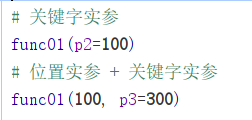 # 关键字实参
func01(p2=100)
# 位置实参 + 关键字实参
func01(100, p3=300)